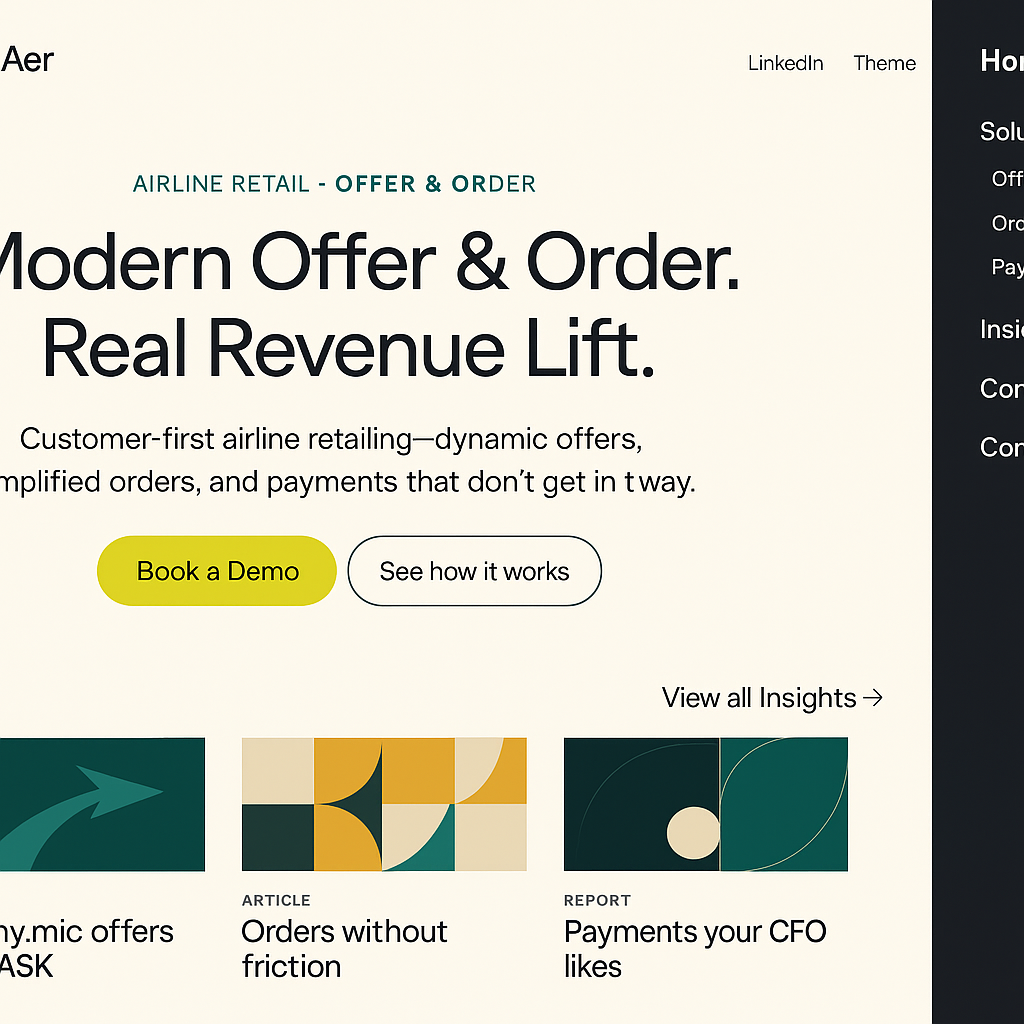 Aer
LinkedIn Theme
AIRLINE RETAIL - OFFER & ORDER
Modern Offer & Order.
Real Revenue Lift.
Customer-first airline retailing—dynamic offers,
mplified orders, and payments that don't get in t way.
Book a Demo
See how it works
View all Insights →
ny.mic offers
ASK
ARTICLE
Orders without
friction
REPORT
Payments your CFO
likes
Hor
Solu
Off
Ord
Pay
Insi
Con
Con